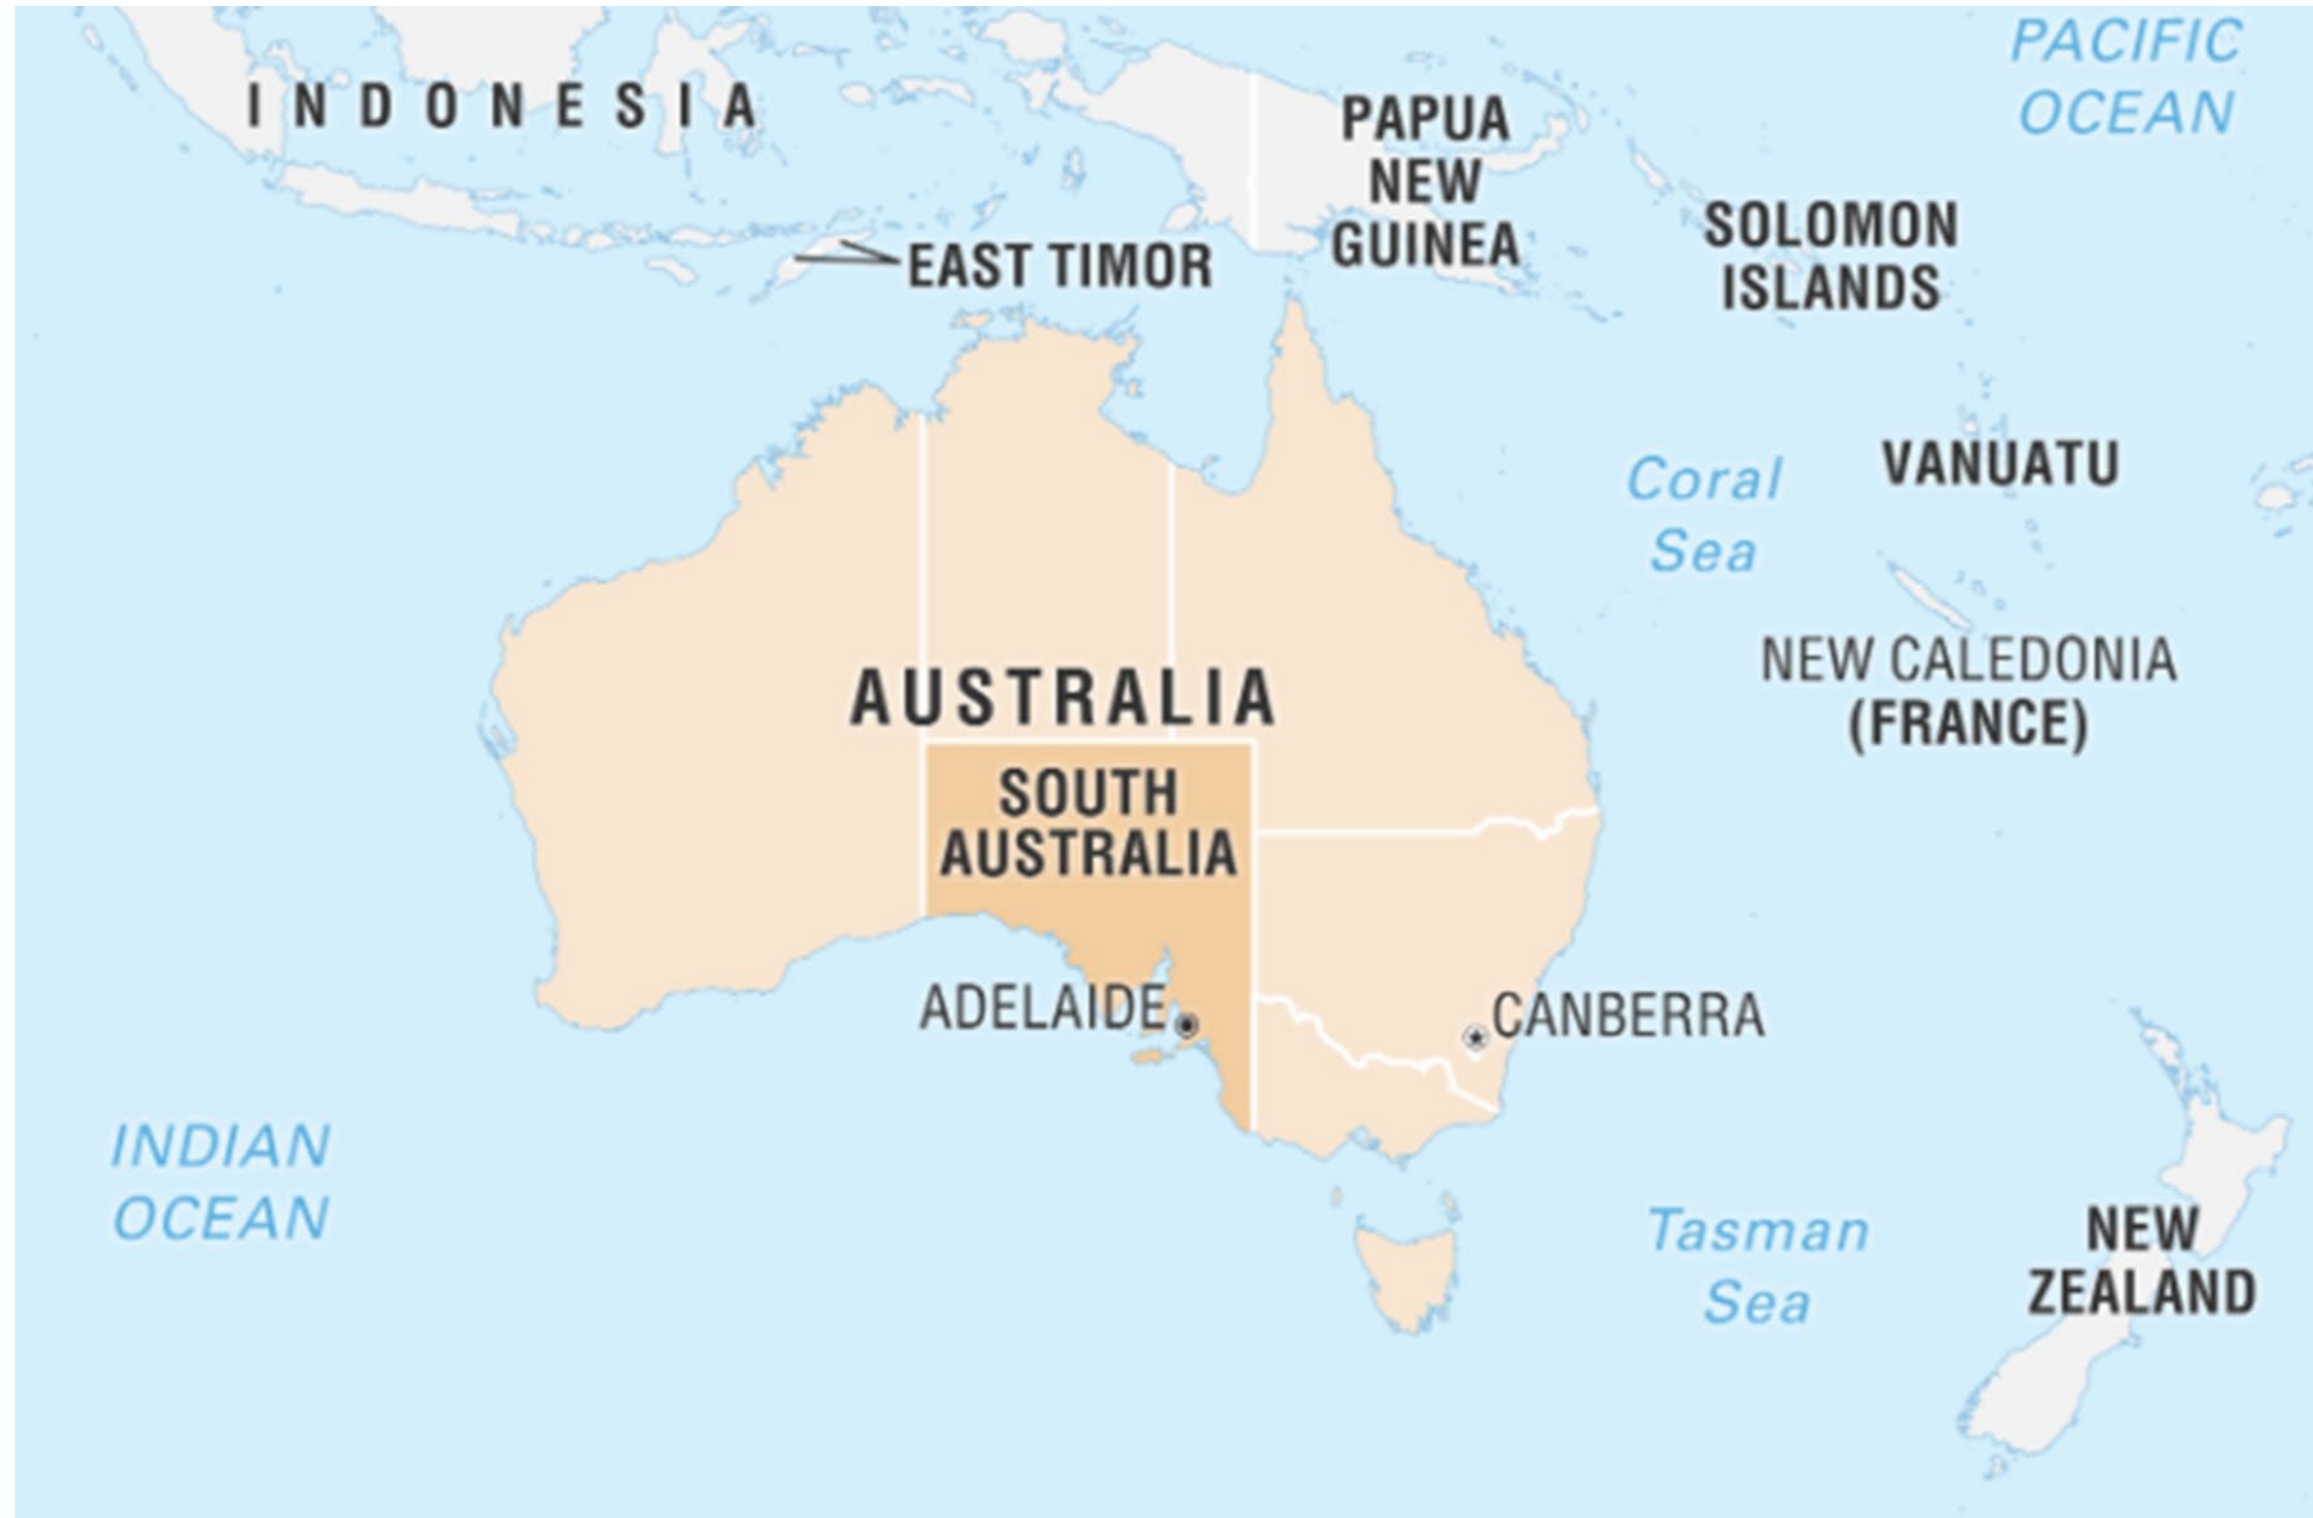 PACIFIC
OCEAN
INDONESIA
PAPUA
NEW
GUINEA
SOLOMON
ISLANDS
EAST TIMOR
Coral
Sea
VANUATU
NEW CALEDONIA
(FRANCE)
AUSTRALIA
SOUTH
AUSTRALIA
ADELAIDE
CANBERRA
INDIAN
OCEAN
Tasman
Sea
NEW
ZEALAND